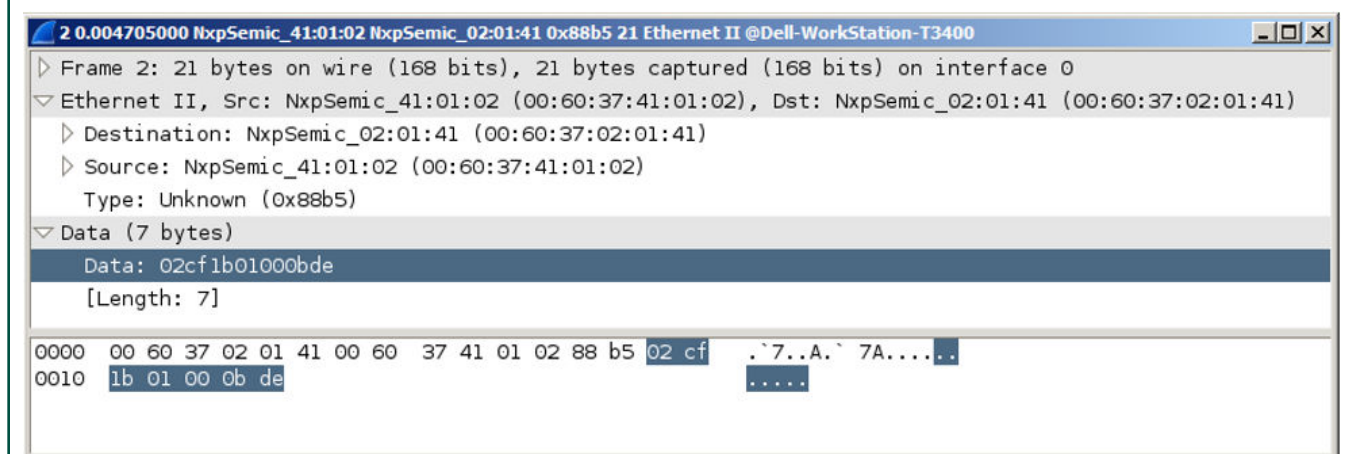 2 0.004705000 NxpSemic_41:01:02 NxpSemic_02:01:41 0x88b5 21 Ethernet II @Dell-WorkStation-T3400
Frame 2: 21 bytes on wire (168 bits), 21 bytes captured (168 bits) on interface 0
Ethernet II, Src: NxpSemic_41:01:02 (00:60:37:41:01:02), Dst: NxpSemic_02:01:41 (00:60:37:02:01:41)
Destination: NxpSemic_02:01:41 (00:60:37:02:01:41)
Source: NxpSemic_41:01:02 (00:60:37:41:01:02)
Type: Unknown (0x88b5)
Data (7 bytes)
Data: 02cf1b01000bde
[Length: 7]
0000 00 60 37 02 01 41 00 60 37 41 01 02 88 b5 02 cf .`7..A.` 7A......
0010 1b 01 00 0b de .....